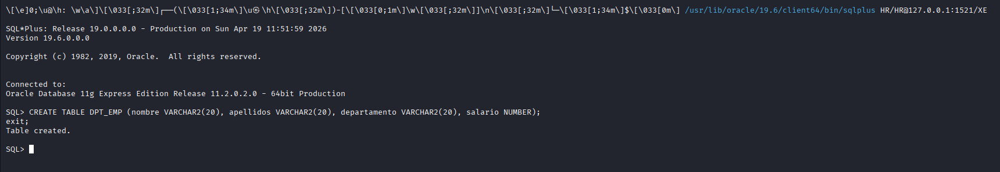 \[\e]0;\u@\h: \w\a\]\[\033[;32m\]┌──(\[\033[1;34m\]\u㉿\h\[\033[;32m\])-[\[\033[0;1m\]\w\[\033[;32m\]]\n\[\033[;32m\]└─\[\033[1;34m\]$\[\033[0m\] /usr/lib/oracle/19.6/client64/bin/sqlplus HR/HR@127.0.0.1:1521/XE
SQL*Plus: Release 19.0.0.0.0 - Production on Sun Apr 19 11:51:59 2026
Version 19.6.0.0.0
Copyright (c) 1982, 2019, Oracle.  All rights reserved.
Connected to:
Oracle Database 11g Express Edition Release 11.2.0.2.0 - 64bit Production
SQL> CREATE TABLE DPT_EMP (nombre VARCHAR2(20), apellidos VARCHAR2(20), departamento VARCHAR2(20), salario NUMBER);
exit;
Table created.
SQL>